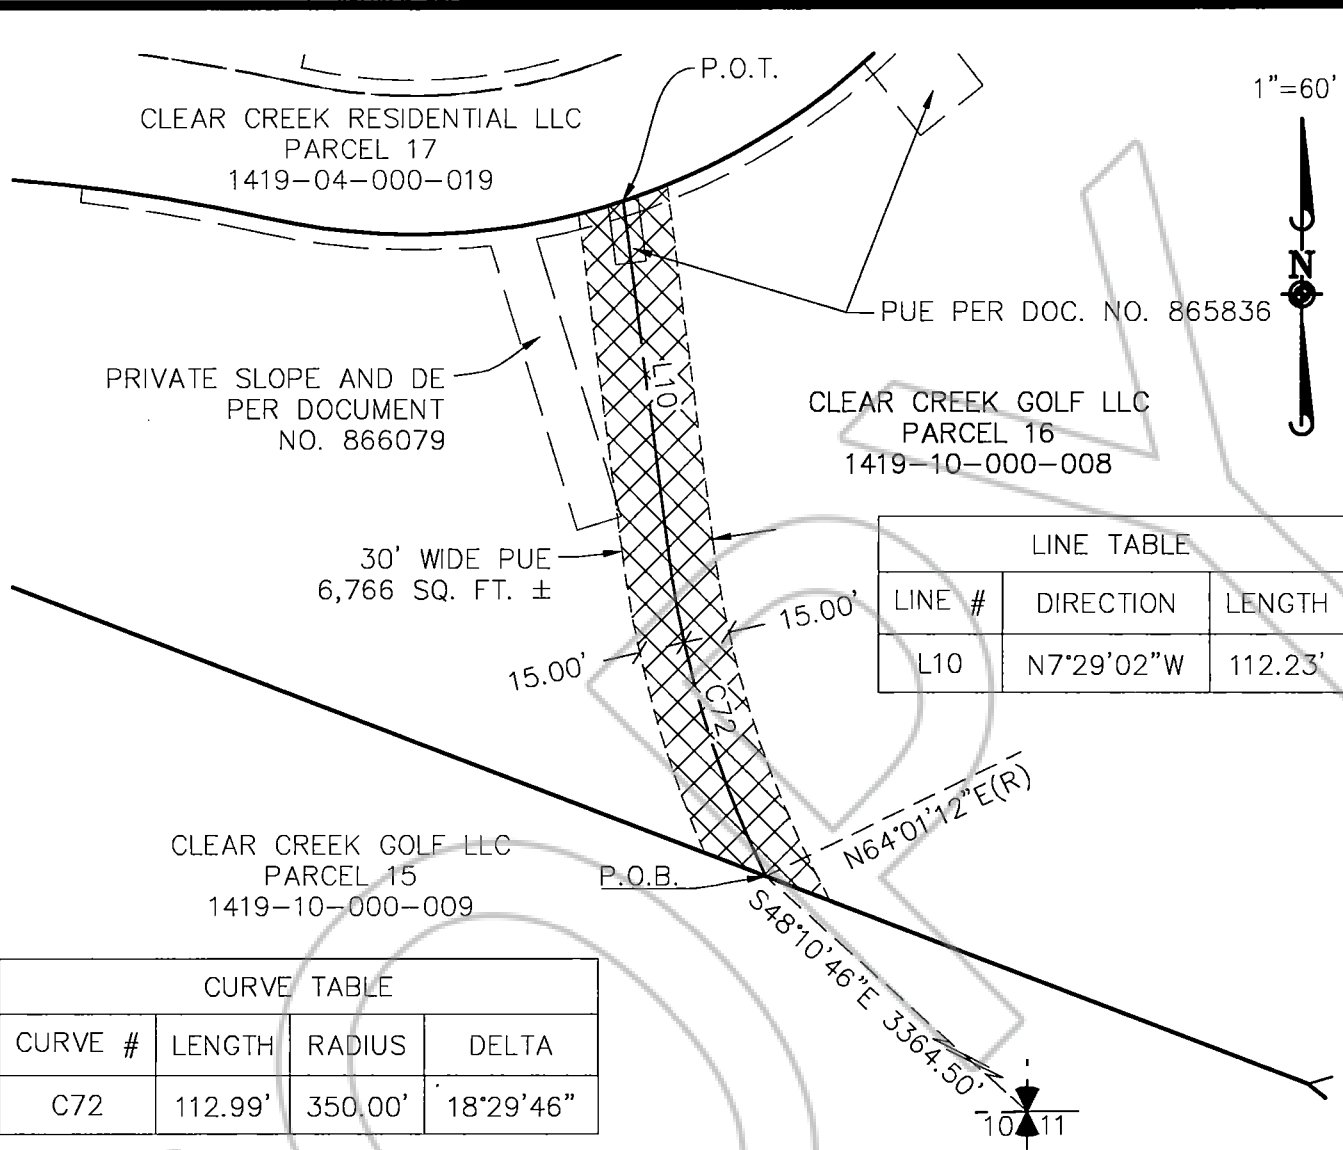 P.O.T.
1"=60'
CLEAR CREEK RESIDENTIAL LLC
PARCEL 17
1419-04-000-019
N
PUE PER DOC. NO. 865836
PRIVATE SLOPE AND DE
PER DOCUMENT
NO. 866079
L10
CLEAR CREEK GOLF LLC
PARCEL 16
1419-10-000-008
30' WIDE PUE
6,766 SQ. FT. ±
LINE TABLE
LINE # DIRECTION LENGTH
L10 N7°29'02"W 112.23'
15.00'
15.00'
C72
N64°01'12"E(R)
CLEAR CREEK GOLF LLC
PARCEL 15
1419-10-000-009
P.O.B.
S48°10'46"E 3364.50'
CURVE TABLE
CURVE # LENGTH RADIUS DELTA
C72 112.99' 350.00' 18°29'46"
10 11
COPY